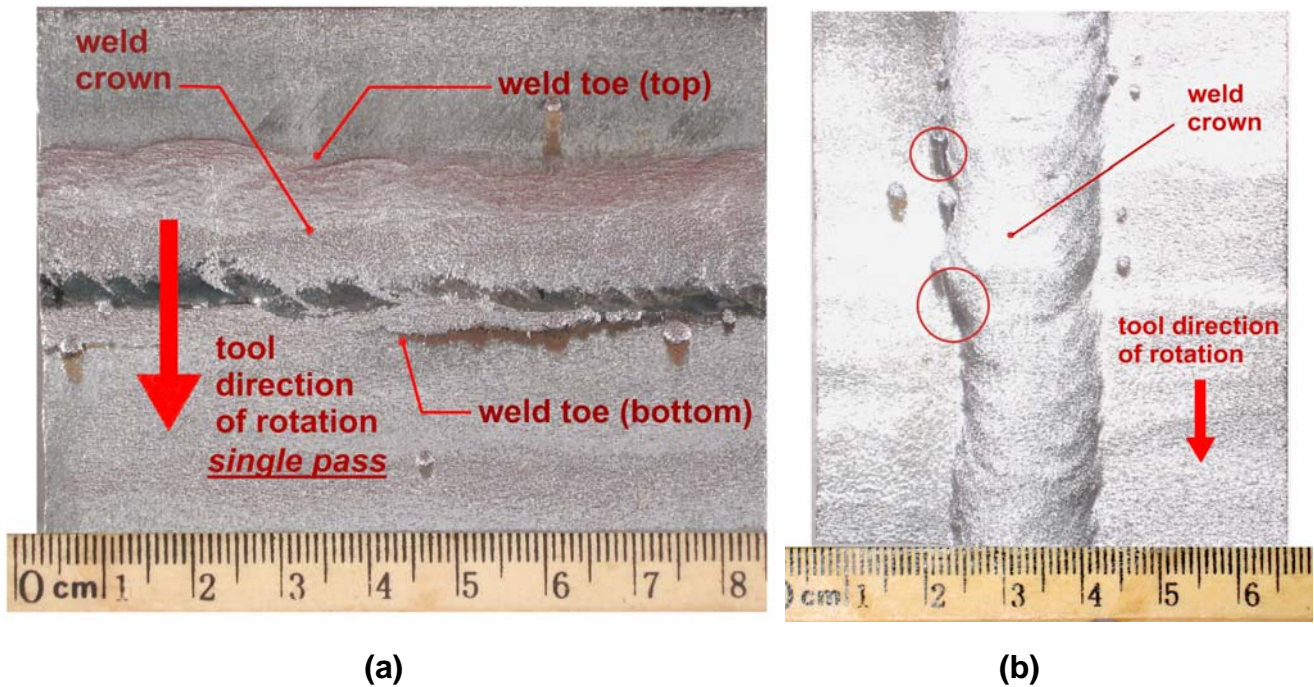 weld
crown
weld toe (top)
tool
direction
of rotation
single pass
weld toe (bottom)
0 cm 1 2 3 4 5 6 7 8
(a)
weld
crown
tool direction
of rotation
cm 1 2 3 4 5 6
(b)